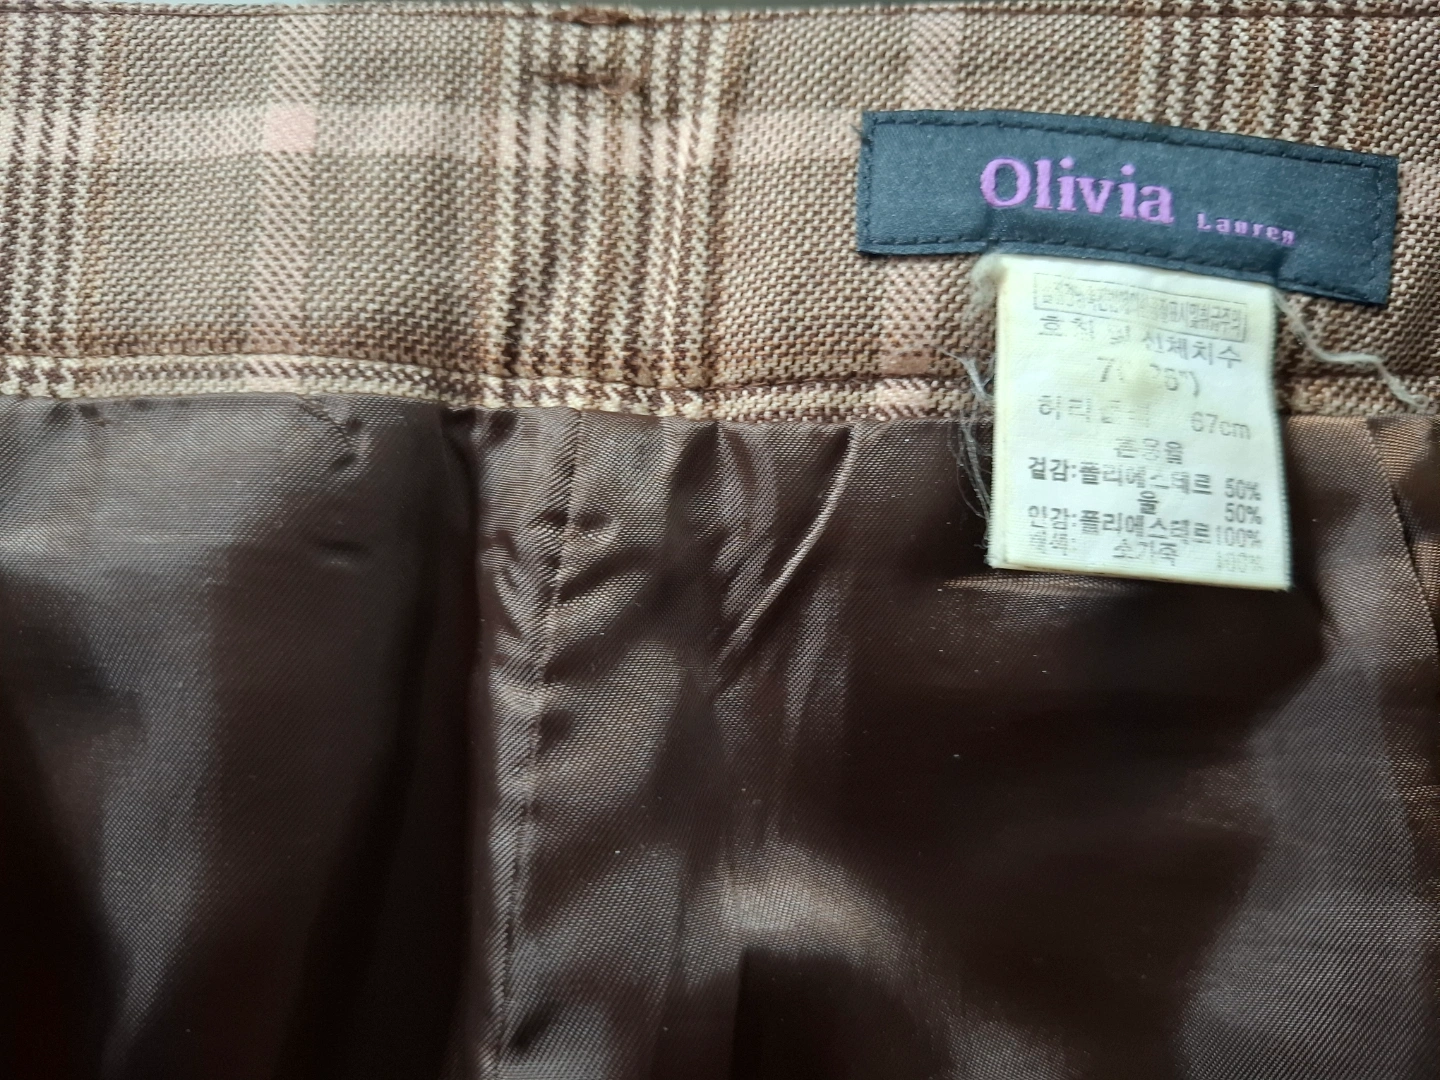 Olivia Lauren
호칭 및 신체치수
허리둘레 67cm
혼용율
겉감:폴리에스테르 50%
울 50%
안감:폴리에스테르 100%
배색: 소가죽 100%